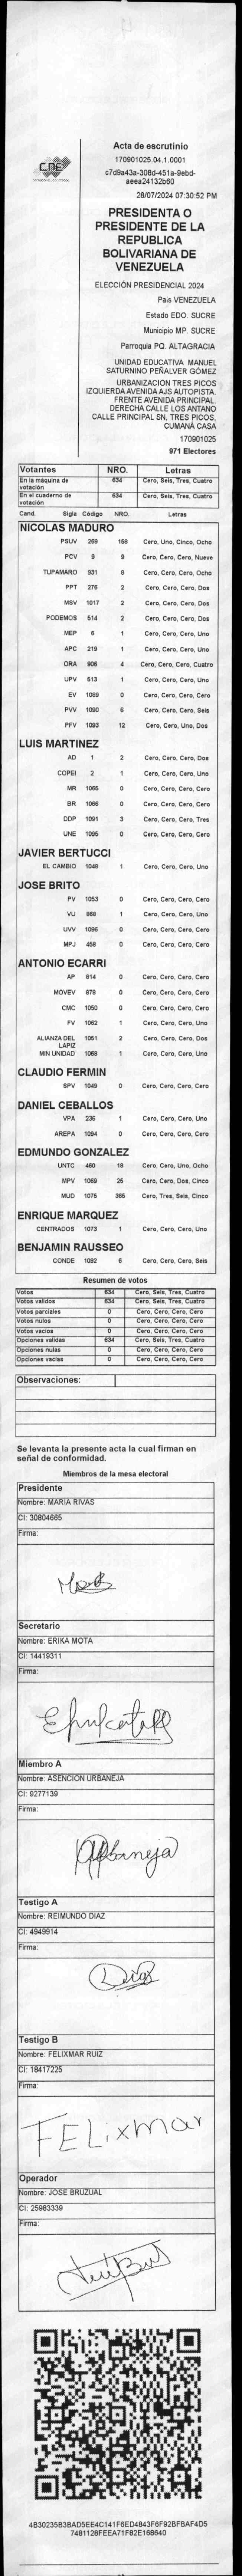 CNE
Acta de escrutinio
170901025.04.1.0001
c7d9a43a-308d-451a-9ebd-
aeea24132b60
28/07/2024 07:30:52 PM
PRESIDENTA O
PRESIDENTE DE LA
REPUBLICA
BOLIVARIANA DE
VENEZUELA
ELECCIÓN PRESIDENCIAL 2024
Pais VENEZUELA
Estado EDO. SUCRE
Municipio MP. SUCRE
Parroquia PQ. ALTAGRACIA
UNIDAD EDUCATIVA MANUEL
SATURNINO PEÑALVER GÓMEZ
URBANIZACION TRES PICOS
IZQUIERDA AVENIDA AJS AUTOPISTA.
FRENTE AVENIDA PRINCIPAL.
DERECHA CALLE LOS ANTANO
CALLE PRINCIPAL SN, TRES PICOS,
CUMANÁ CASA
170901025
971 Electores
Votantes NRO. Letras
En la máquina de votación 634 Cero, Seis, Tres, Cuatro
En el cuaderno de votación 634 Cero, Seis, Tres, Cuatro
Cand. Sigla Código NRO. Letras
NICOLAS MADURO
PSUV 269 158 Cero, Uno, Cinco, Ocho
PCV 9 9 Cero, Cero, Cero, Nueve
TUPAMARO 931 8 Cero, Cero, Cero, Ocho
PPT 276 2 Cero, Cero, Cero, Dos
MSV 1017 2 Cero, Cero, Cero, Dos
PODEMOS 514 2 Cero, Cero, Cero, Dos
MEP 6 1 Cero, Cero, Cero, Uno
APC 219 1 Cero, Cero, Cero, Uno
ORA 906 4 Cero, Cero, Cero, Cuatro
UPV 513 1 Cero, Cero, Cero, Uno
EV 1089 0 Cero, Cero, Cero, Cero
PVV 1090 6 Cero, Cero, Cero, Seis
PFV 1093 12 Cero, Cero, Uno, Dos
LUIS MARTINEZ
AD 1 2 Cero, Cero, Cero, Dos
COPEI 2 1 Cero, Cero, Cero, Uno
MR 1065 0 Cero, Cero, Cero, Cero
BR 1066 0 Cero, Cero, Cero, Cero
DDP 1091 3 Cero, Cero, Cero, Tres
UNE 1095 0 Cero, Cero, Cero, Cero
JAVIER BERTUCCI
EL CAMBIO 1048 1 Cero, Cero, Cero, Uno
JOSE BRITO
PV 1053 0 Cero, Cero, Cero, Cero
VU 868 1 Cero, Cero, Cero, Uno
UVV 1096 0 Cero, Cero, Cero, Cero
MPJ 458 0 Cero, Cero, Cero, Cero
ANTONIO ECARRI
AP 814 0 Cero, Cero, Cero, Cero
MOVEV 979 0 Cero, Cero, Cero, Cero
CMC 1050 0 Cero, Cero, Cero, Cero
FV 1062 1 Cero, Cero, Cero, Uno
ALIANZA DEL LAPIZ 1051 2 Cero, Cero, Cero, Dos
MIN UNIDAD 1068 1 Cero, Cero, Cero, Uno
CLAUDIO FERMIN
SPV 1049 0 Cero, Cero, Cero, Cero
DANIEL CEBALLOS
VPA 235 1 Cero, Cero, Cero, Uno
AREPA 1094 0 Cero, Cero, Cero, Cero
EDMUNDO GONZALEZ
UNTC 460 18 Cero, Cero, Uno, Ocho
MPV 1069 25 Cero, Cero, Dos, Cinco
MUD 1075 365 Cero, Tres, Seis, Cinco
ENRIQUE MARQUEZ
CENTRADOS 1073 1 Cero, Cero, Cero, Uno
BENJAMIN RAUSSEO
CONDE 1092 6 Cero, Cero, Cero, Seis
Resumen de votos
Votos 634 Cero, Seis, Tres, Cuatro
Votos validos 634 Cero, Seis, Tres, Cuatro
Votos parciales 0 Cero, Cero, Cero, Cero
Votos nulos 0 Cero, Cero, Cero, Cero
Votos vacios 0 Cero, Cero, Cero, Cero
Opciones validas 634 Cero, Seis, Tres, Cuatro
Opciones nulas 0 Cero, Cero, Cero, Cero
Opciones vacias 0 Cero, Cero, Cero, Cero
Observaciones:
Se levanta la presente acta la cual firman en
señal de conformidad.
Miembros de la mesa electoral
Presidente
Nombre: MARIA RIVAS
CI: 30804665
Firma:
Secretario
Nombre: ERIKA MOTA
CI: 14419311
Firma:
Miembro A
Nombre: ASENCION URBANEJA
CI: 9277139
Firma:
Testigo A
Nombre: REIMUNDO DIAZ
CI: 4949914
Firma:
Testigo B
Nombre: FELIXMAR RUIZ
CI: 18417225
Firma:
FELixmar
Operador
Nombre: JOSE BRUZUAL
CI: 25983339
Firma:
4B30235B3BAD5EE4C141F6ED4843F6F92BFBAF4D5
7481128FEEA71F82E168640